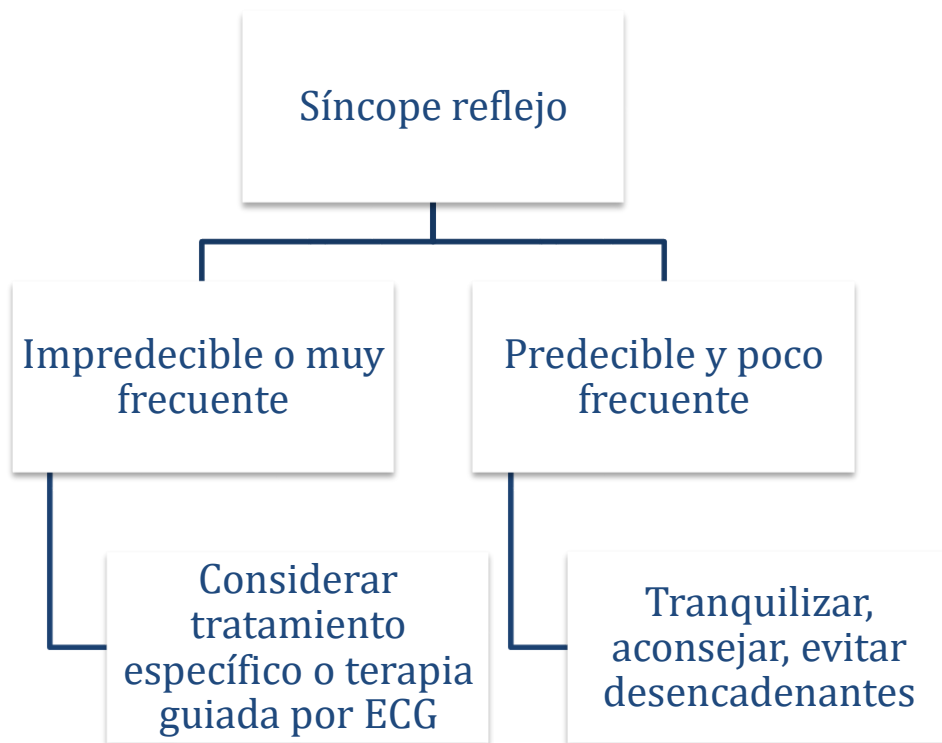 Síncope reflejo
Impredecible o muy
frecuente
Predecible y poco
frecuente
Considerar
tratamiento
específico o terapia
guiada por ECG
Tranquilizar,
aconsejar, evitar
desencadenantes